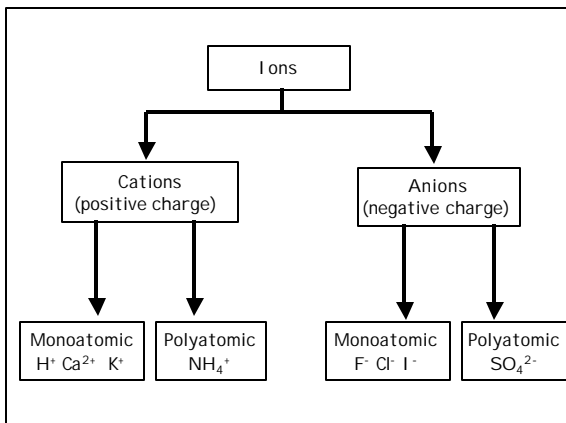 Ions
Cations
(positive charge)
Anions
(negative charge)
Monoatomic
H⁺ Ca²⁺ K⁺
Polyatomic
NH₄⁺
Monoatomic
F⁻ Cl⁻ I⁻
Polyatomic
SO₄²⁻